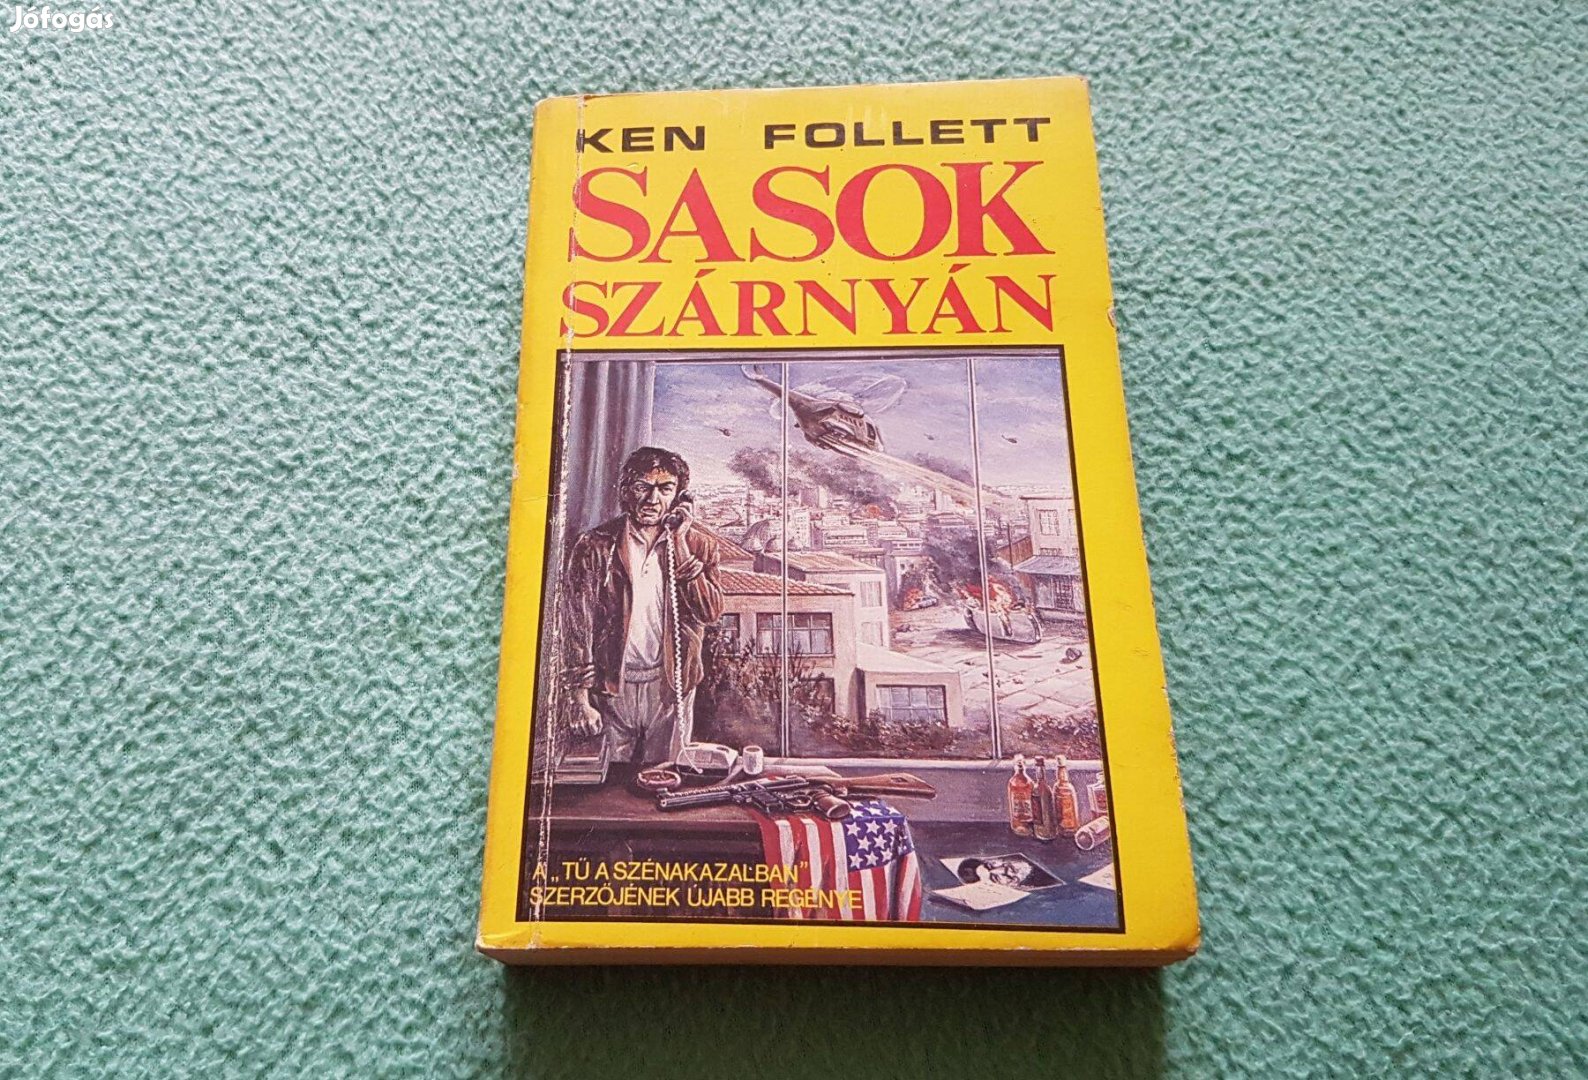 Jófogás
KEN FOLLETT
SASOK
SZÁRNYÁN
A „TŰ A SZÉNAKAZALBAN"
SZERZŐJÉNEK ÚJABB REGÉNYE